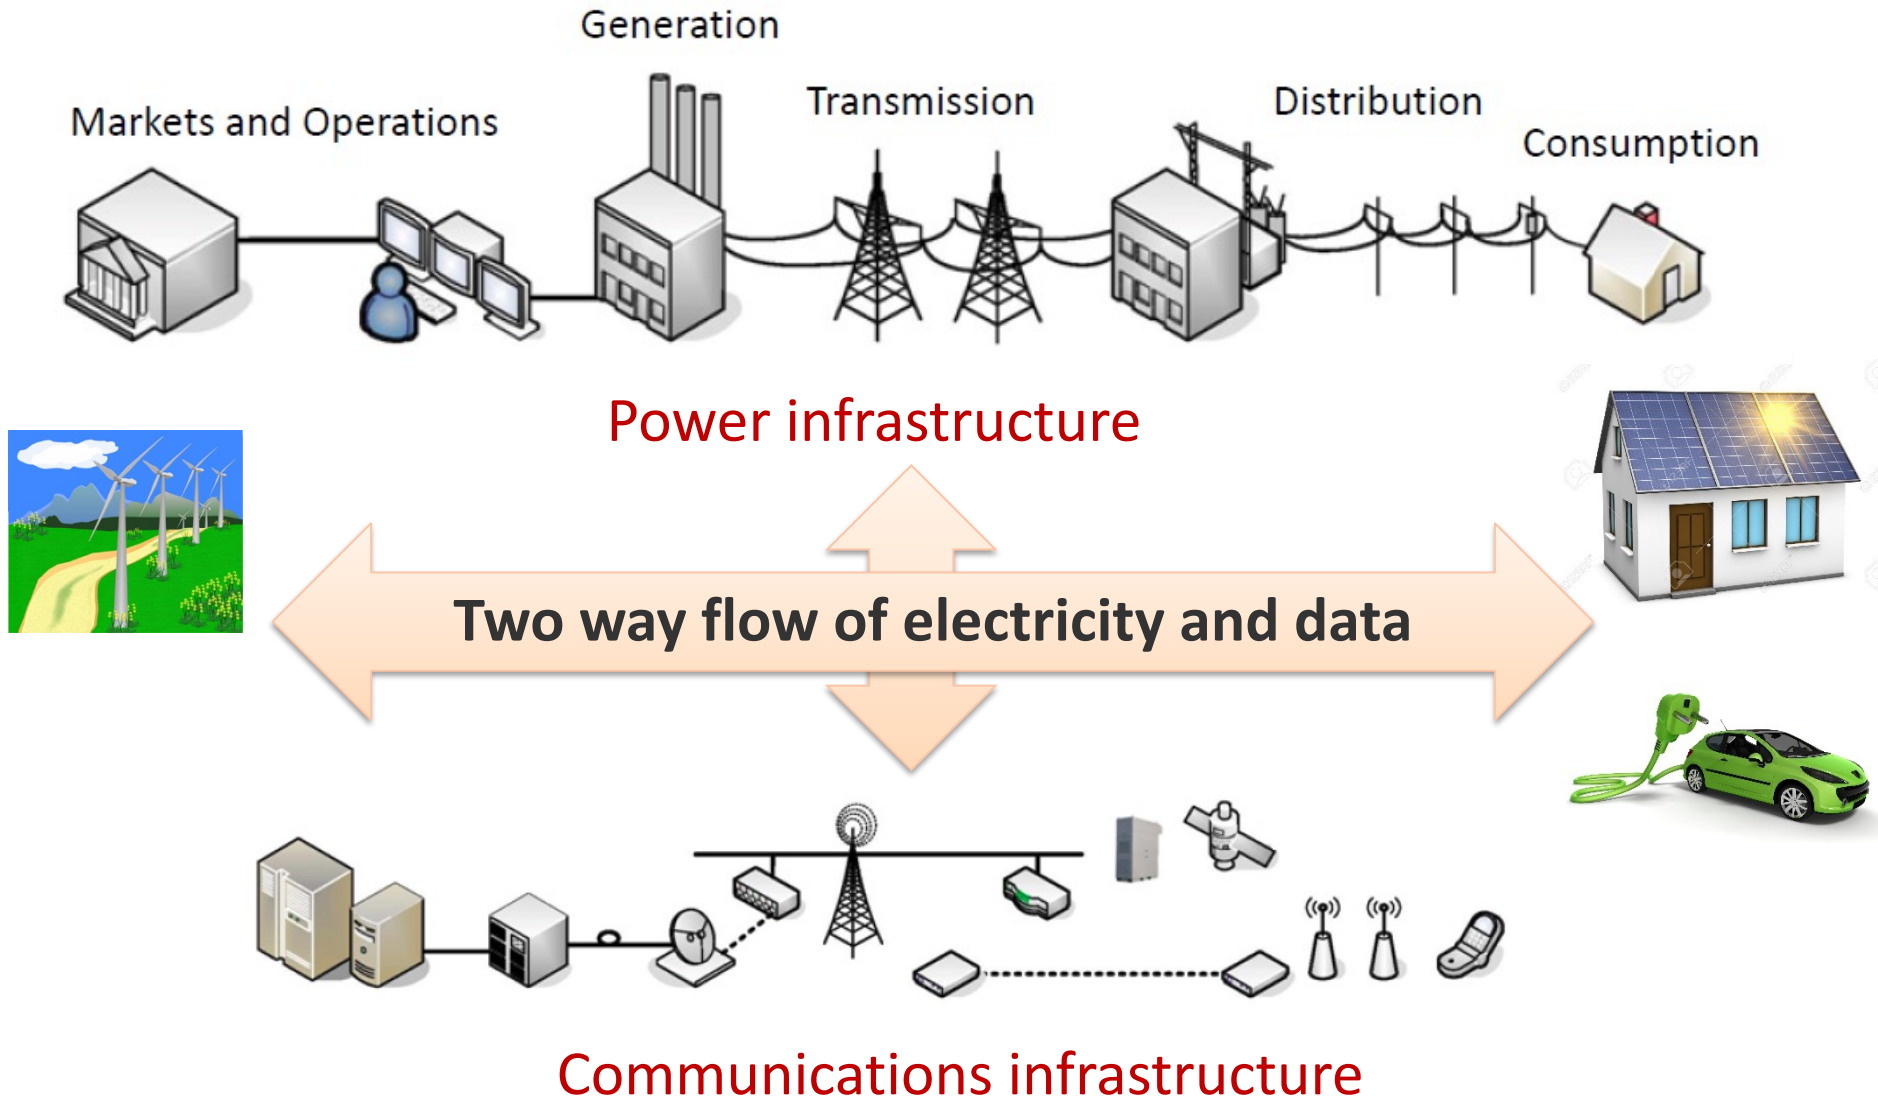 Generation
Markets and Operations
Transmission
Distribution
Consumption
Power infrastructure
Two way flow of electricity and data
Communications infrastructure